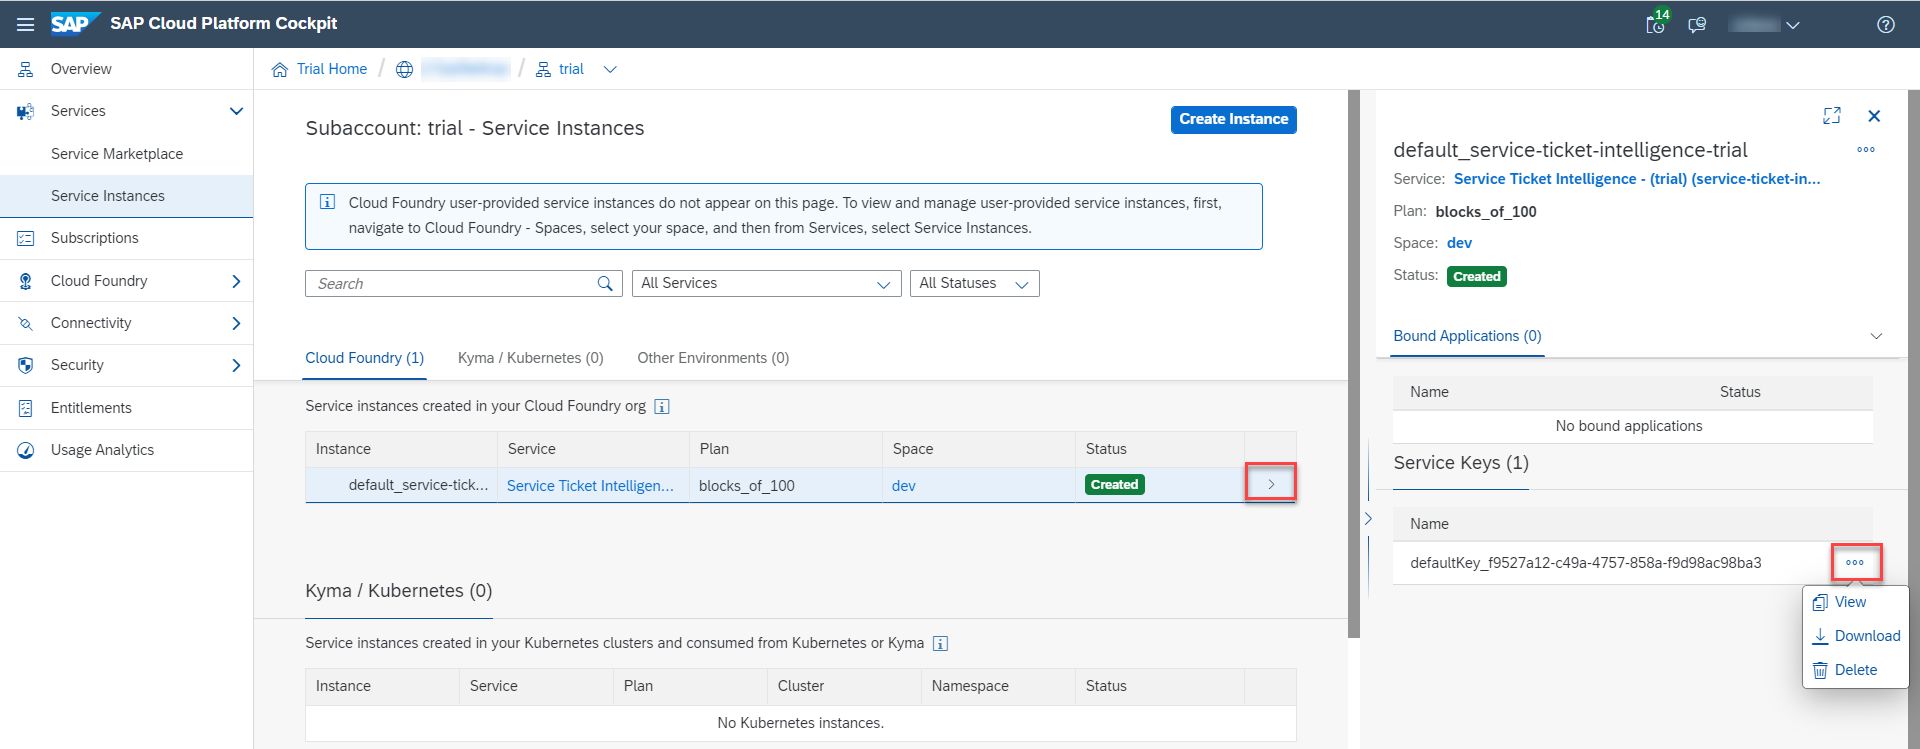 SAP SAP Cloud Platform Cockpit
14
Overview
Services
Service Marketplace
Service Instances
Subscriptions
Cloud Foundry
Connectivity
Security
Entitlements
Usage Analytics
Trial Home / / trial
Subaccount: trial - Service Instances
Create Instance
Cloud Foundry user-provided service instances do not appear on this page. To view and manage user-provided service instances, first,
navigate to Cloud Foundry - Spaces, select your space, and then from Services, select Service Instances.
Search
All Services
All Statuses
Cloud Foundry (1) Kyma / Kubernetes (0) Other Environments (0)
Service instances created in your Cloud Foundry org
Instance Service Plan Space Status
default_service-tick... Service Ticket Intelligen... blocks_of_100 dev Created
Kyma / Kubernetes (0)
Service instances created in your Kubernetes clusters and consumed from Kubernetes or Kyma
Instance Service Plan Cluster Namespace Status
No Kubernetes instances.
default_service-ticket-intelligence-trial
Service: Service Ticket Intelligence - (trial) (service-ticket-in...
Plan: blocks_of_100
Space: dev
Status: Created
Bound Applications (0)
Name Status
No bound applications
Service Keys (1)
Name
defaultKey_f9527a12-c49a-4757-858a-f9d98ac98ba3
View
Download
Delete